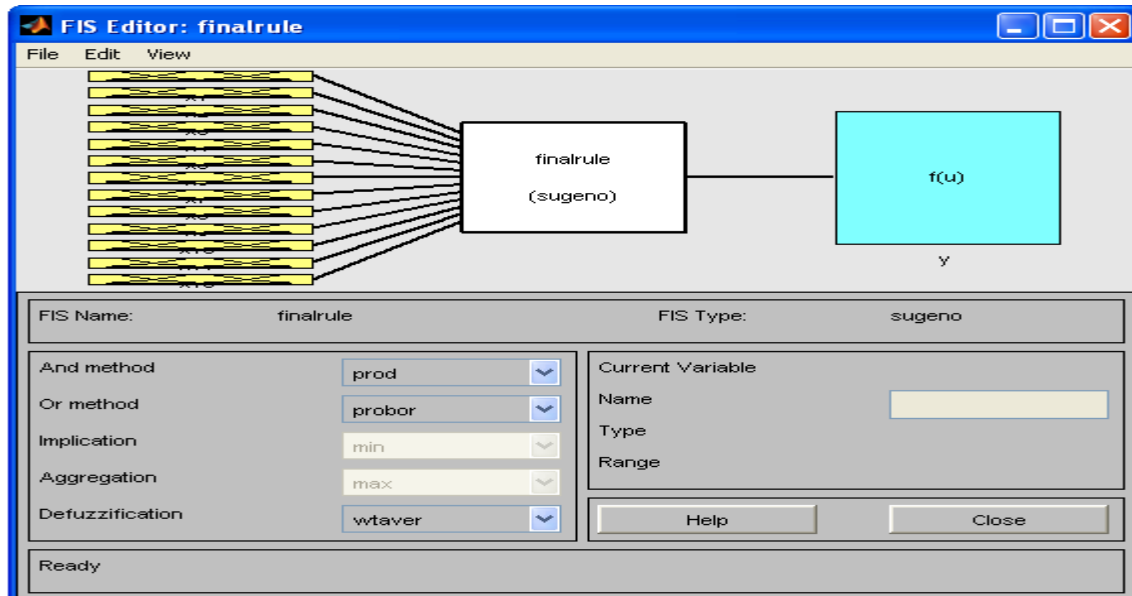 FIS Editor: finalrule
File Edit View
finalrule
(sugeno)
f(u)
y
FIS Name: finalrule FIS Type: sugeno
And method prod
Or method probor
Implication min
Aggregation max
Defuzzification wtaver
Current Variable
Name
Type
Range
Help Close
Ready